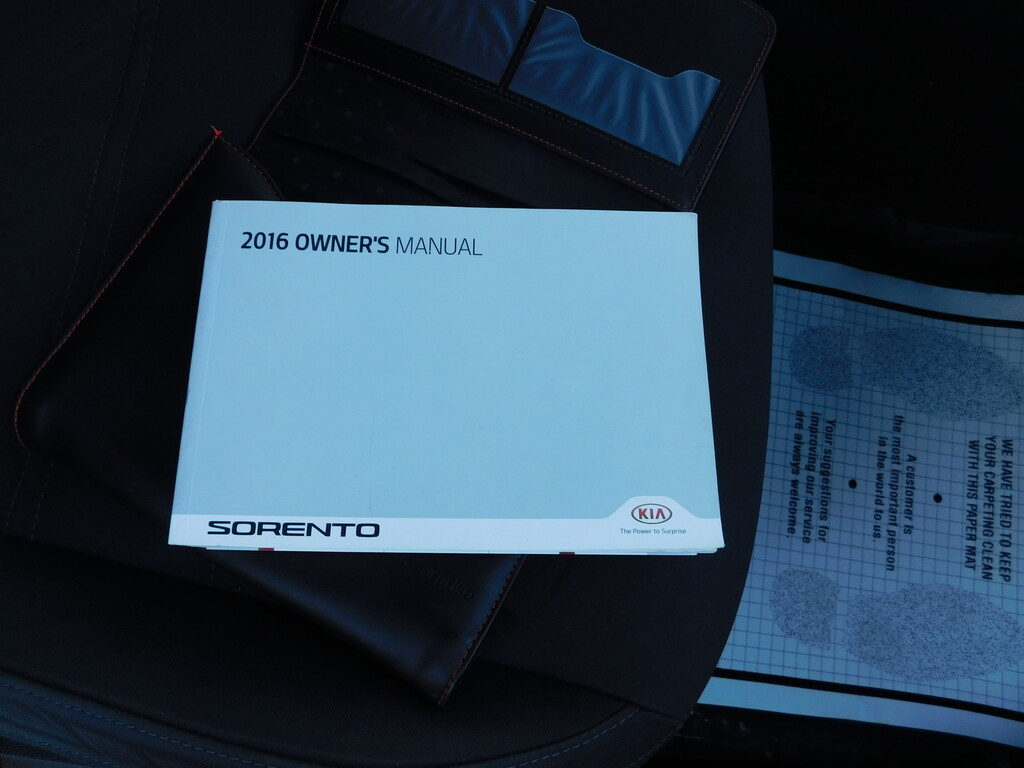 2016 OWNER'S MANUAL
SORENTO
KIA
The Power to Surprise
WE HAVE TRIED TO KEEP
YOUR CARPETING CLEAN
WITH THIS PAPER MAT
A customer is
the most important person
in the world to us.
Your suggestions for
improving our service
are always welcome.